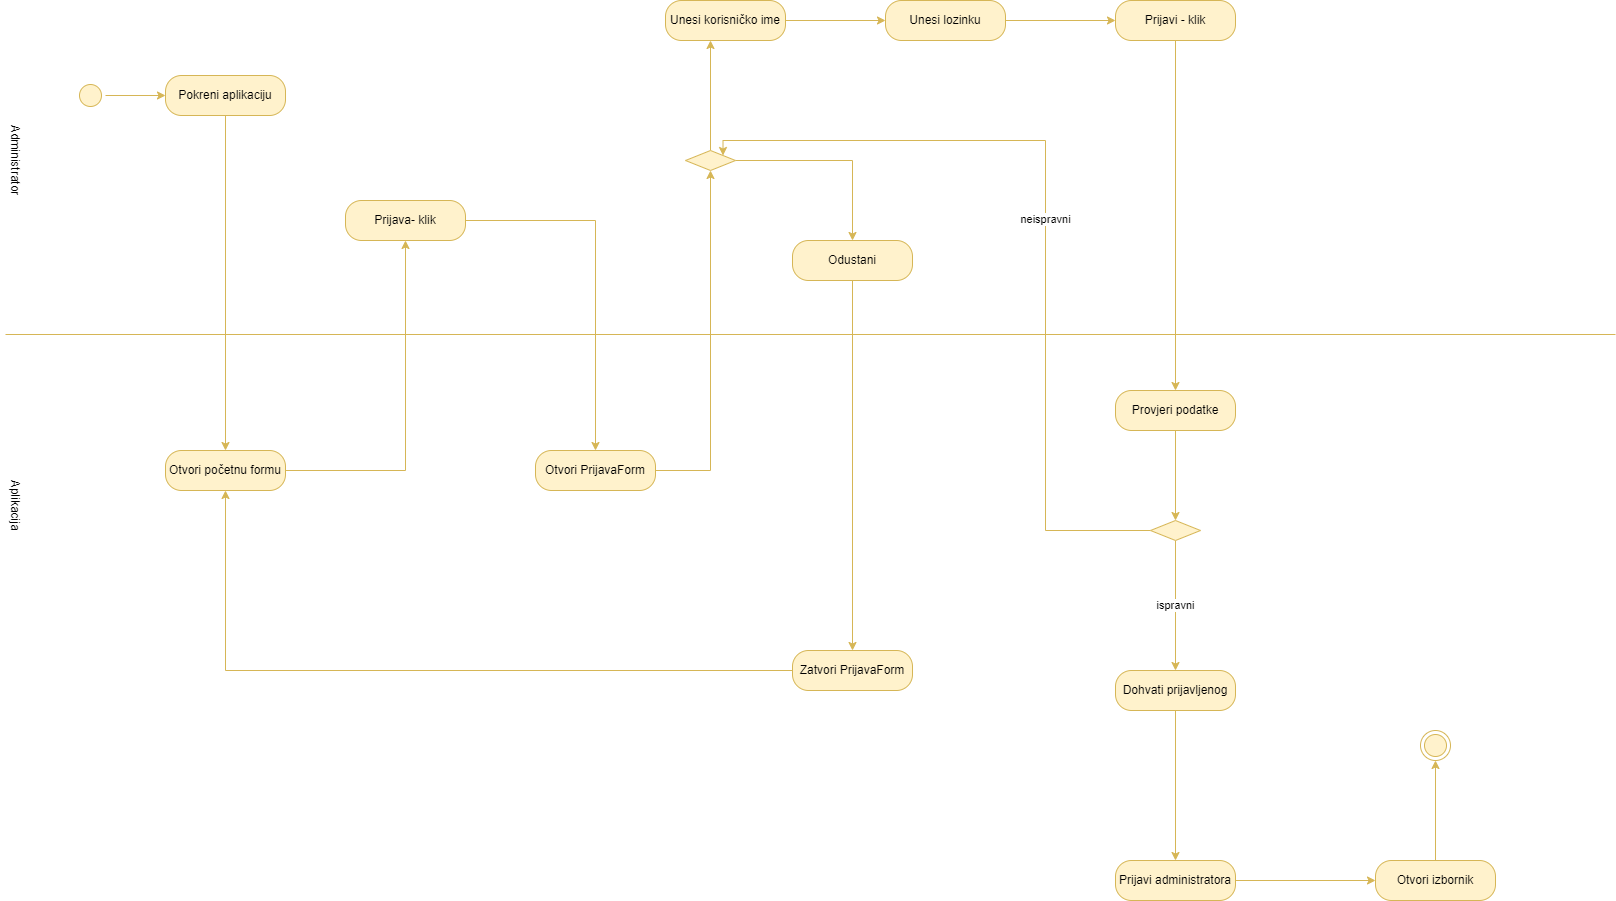 Unesi korisničko ime
Unesi lozinku
Prijavi - klik
Pokreni aplikaciju
Administrator
Prijava- klik
neispravni
Odustani
Provjeri podatke
Otvori početnu formu
Otvori PrijavaForm
Aplikacija
ispravni
Zatvori PrijavaForm
Dohvati prijavljenog
Prijavi administratora
Otvori izbornik